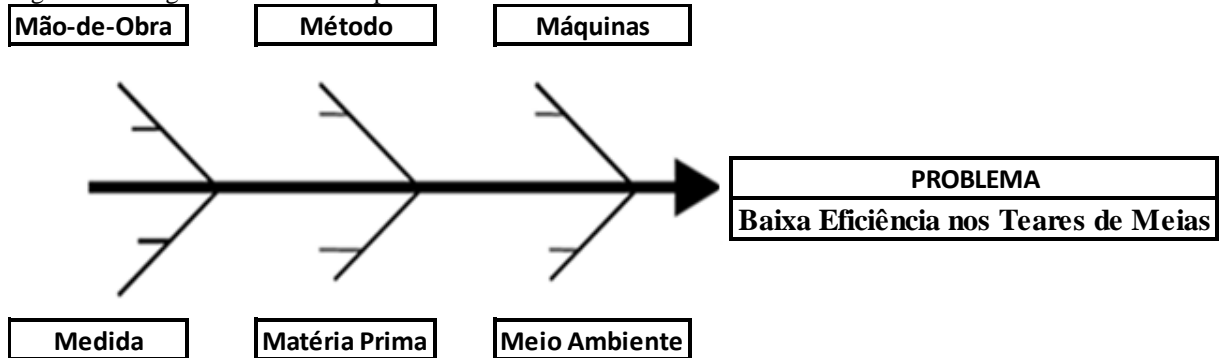 Mão-de-Obra
Método
Máquinas
PROBLEMA
Baixa Eficiência nos Teares de Meias
Medida
Matéria Prima
Meio Ambiente